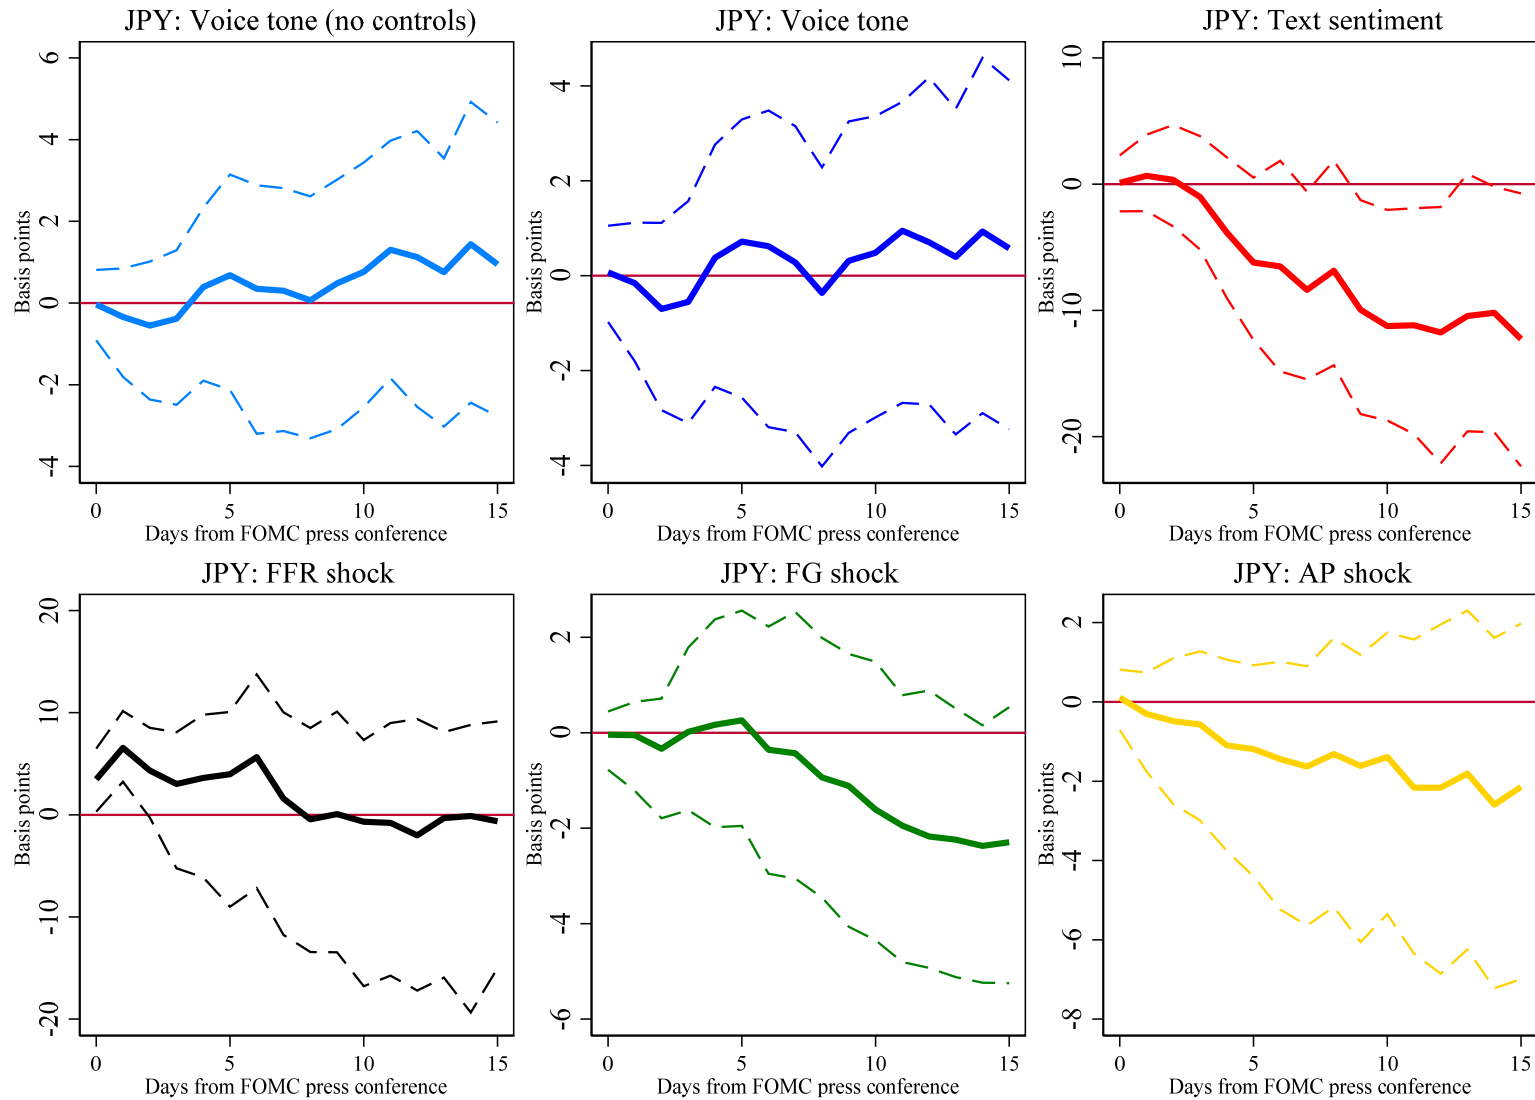 JPY: Voice tone (no controls)
Basis points
6
4
2
0
-2
-4
0 5 10 15
Days from FOMC press conference
JPY: Voice tone
Basis points
4
2
0
-2
-4
0 5 10 15
Days from FOMC press conference
JPY: Text sentiment
Basis points
10
0
-10
-20
0 5 10 15
Days from FOMC press conference
JPY: FFR shock
Basis points
20
10
0
-10
-20
0 5 10 15
Days from FOMC press conference
JPY: FG shock
Basis points
2
0
-2
-4
-6
0 5 10 15
Days from FOMC press conference
JPY: AP shock
Basis points
2
0
-2
-4
-6
-8
0 5 10 15
Days from FOMC press conference